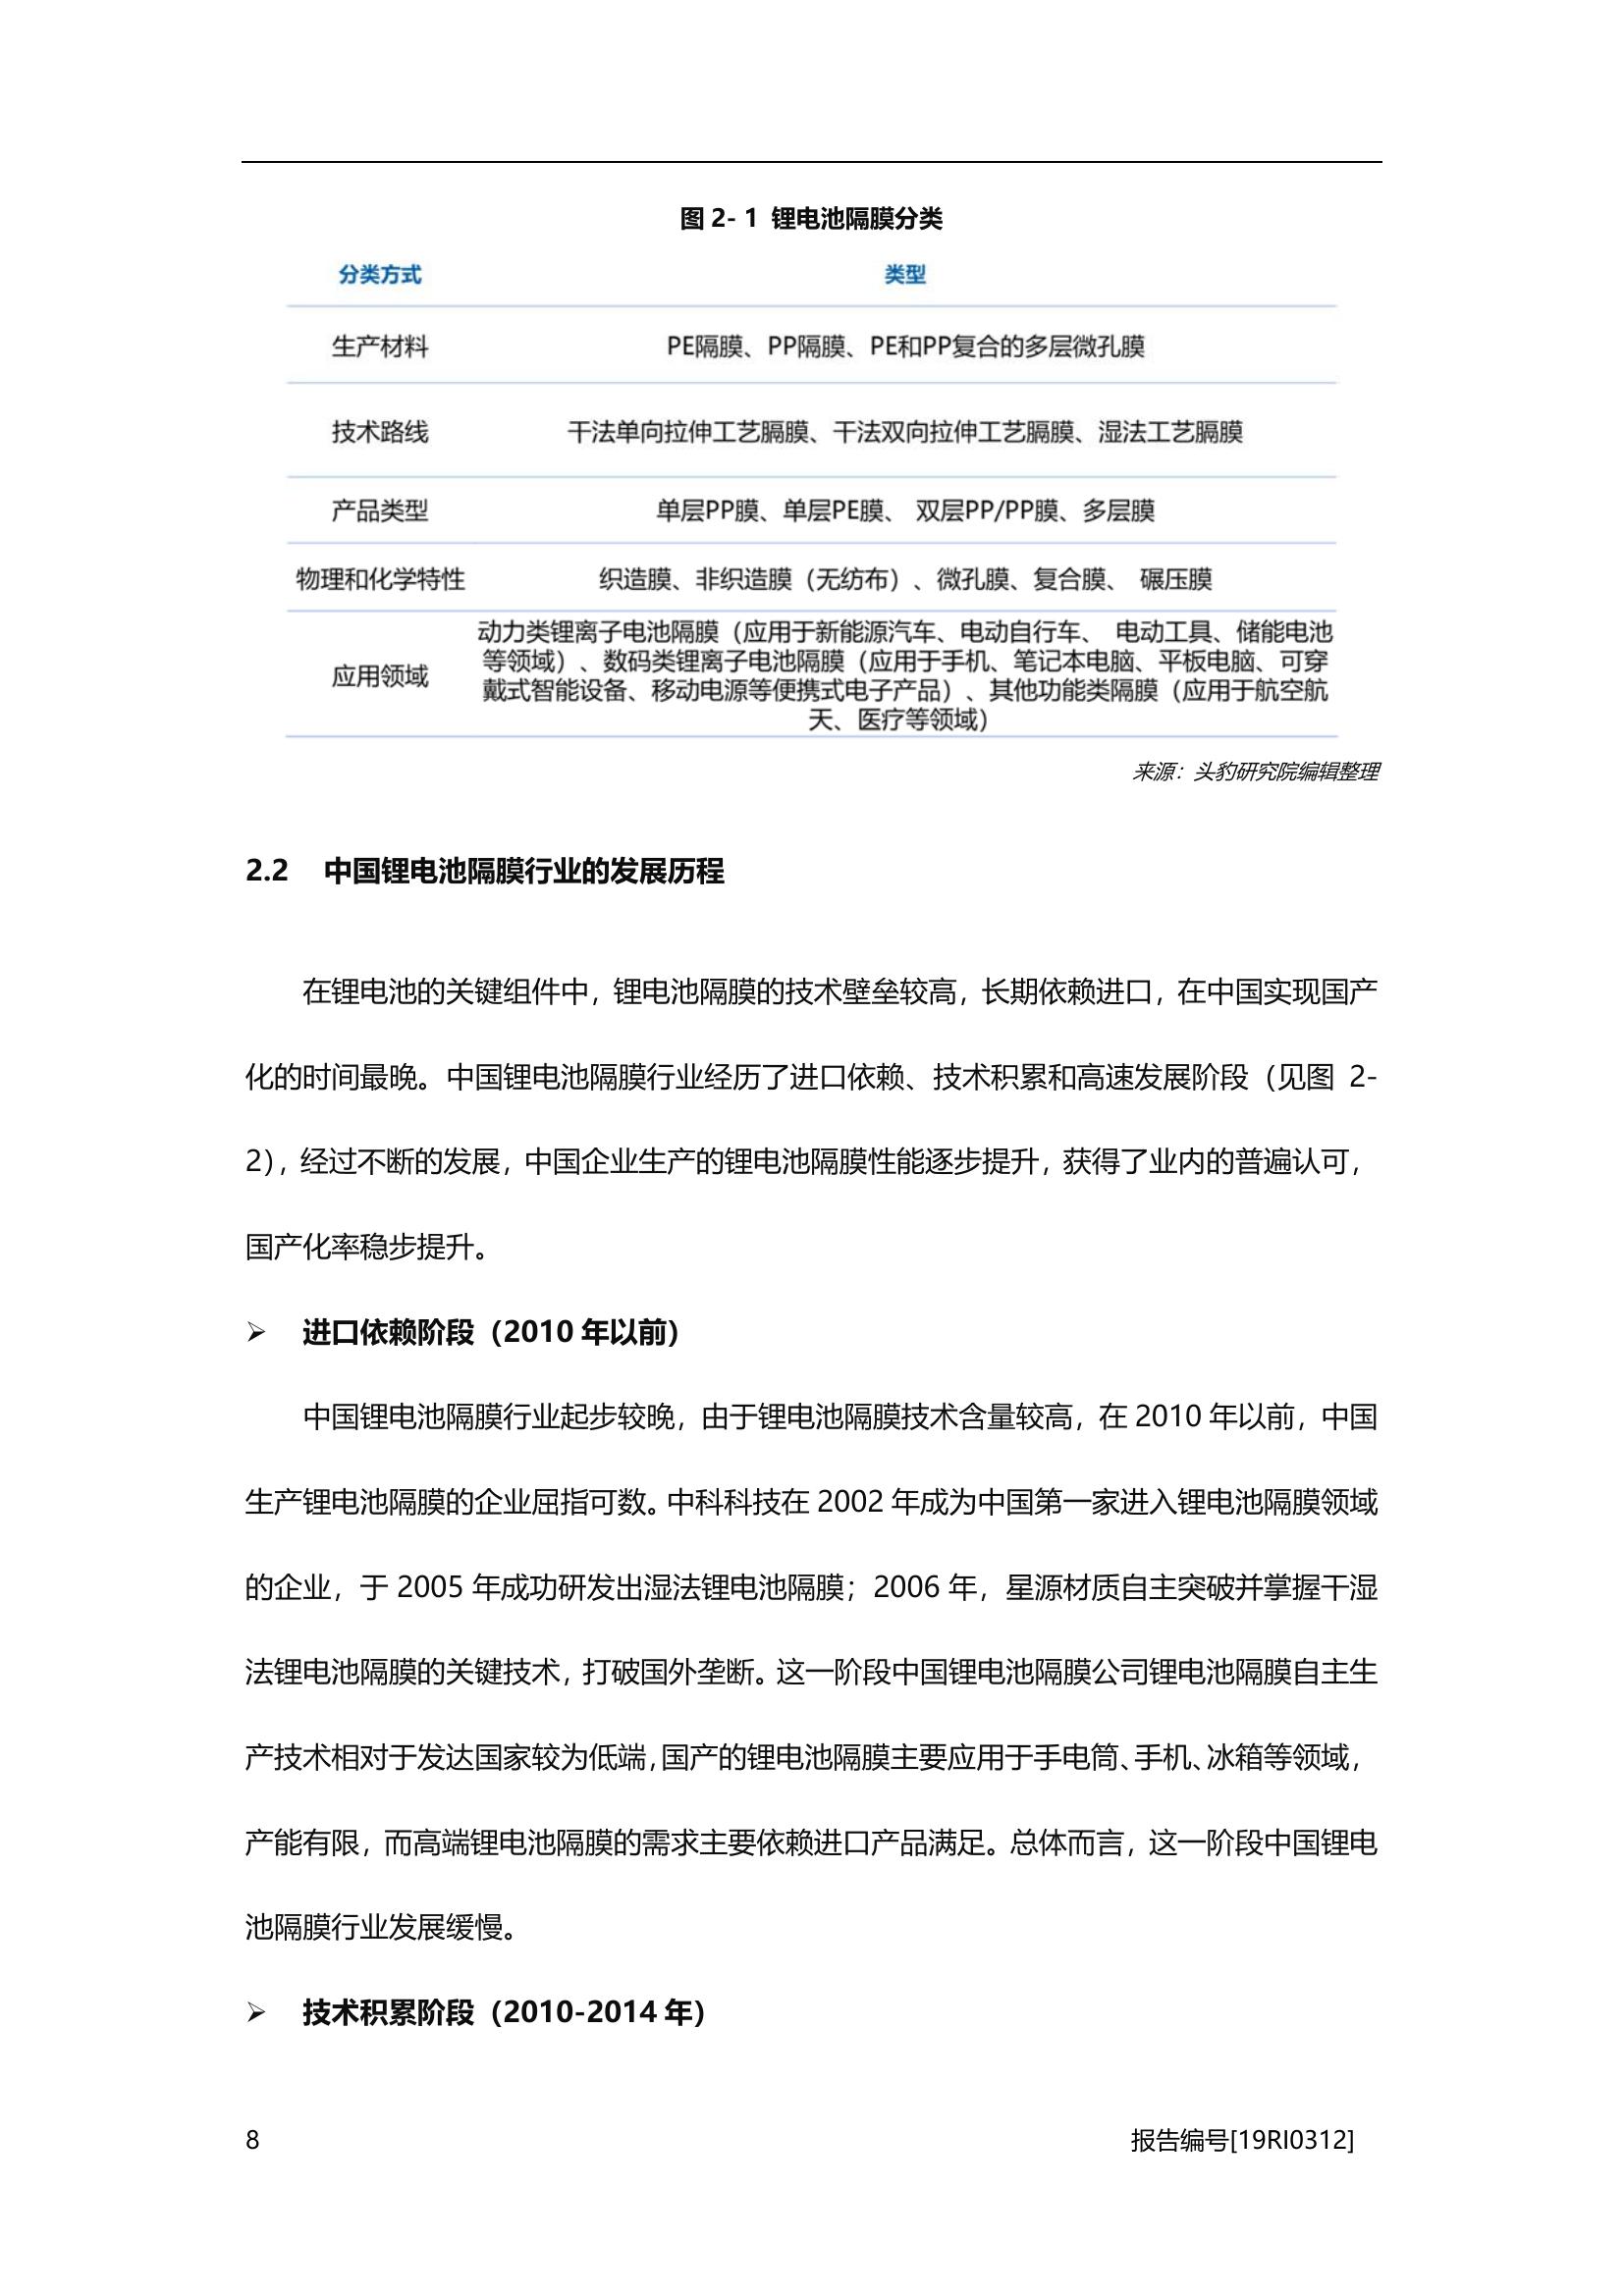 图 2- 1 锂电池隔膜分类
分类方式 类型
生产材料 PE隔膜、PP隔膜、PE和PP复合的多层微孔膜
技术路线 干法单向拉伸工艺膈膜、干法双向拉伸工艺膈膜、湿法工艺膈膜
产品类型 单层PP膜、单层PE膜、 双层PP/PP膜、多层膜
物理和化学特性 织造膜、非织造膜（无纺布）、微孔膜、复合膜、 碾压膜
应用领域 动力类锂离子电池隔膜（应用于新能源汽车、电动自行车、 电动工具、储能电池
等领域）、数码类锂离子电池隔膜（应用于手机、笔记本电脑、平板电脑、可穿
戴式智能设备、移动电源等便携式电子产品）、其他功能类隔膜（应用于航空航
天、医疗等领域）
来源：头豹研究院编辑整理
2.2 中国锂电池隔膜行业的发展历程
在锂电池的关键组件中，锂电池隔膜的技术壁垒较高，长期依赖进口，在中国实现国产
化的时间最晚。中国锂电池隔膜行业经历了进口依赖、技术积累和高速发展阶段（见图 2-
2），经过不断的发展，中国企业生产的锂电池隔膜性能逐步提升，获得了业内的普遍认可，
国产化率稳步提升。
➢ 进口依赖阶段（2010 年以前）
中国锂电池隔膜行业起步较晚，由于锂电池隔膜技术含量较高，在 2010 年以前，中国
生产锂电池隔膜的企业屈指可数。中科科技在 2002 年成为中国第一家进入锂电池隔膜领域
的企业，于 2005 年成功研发出湿法锂电池隔膜；2006 年，星源材质自主突破并掌握干湿
法锂电池隔膜的关键技术，打破国外垄断。这一阶段中国锂电池隔膜公司锂电池隔膜自主生
产技术相对于发达国家较为低端，国产的锂电池隔膜主要应用于手电筒、手机、冰箱等领域，
产能有限，而高端锂电池隔膜的需求主要依赖进口产品满足。总体而言，这一阶段中国锂电
池隔膜行业发展缓慢。
➢ 技术积累阶段（2010-2014 年）
8 报告编号[19RI0312]